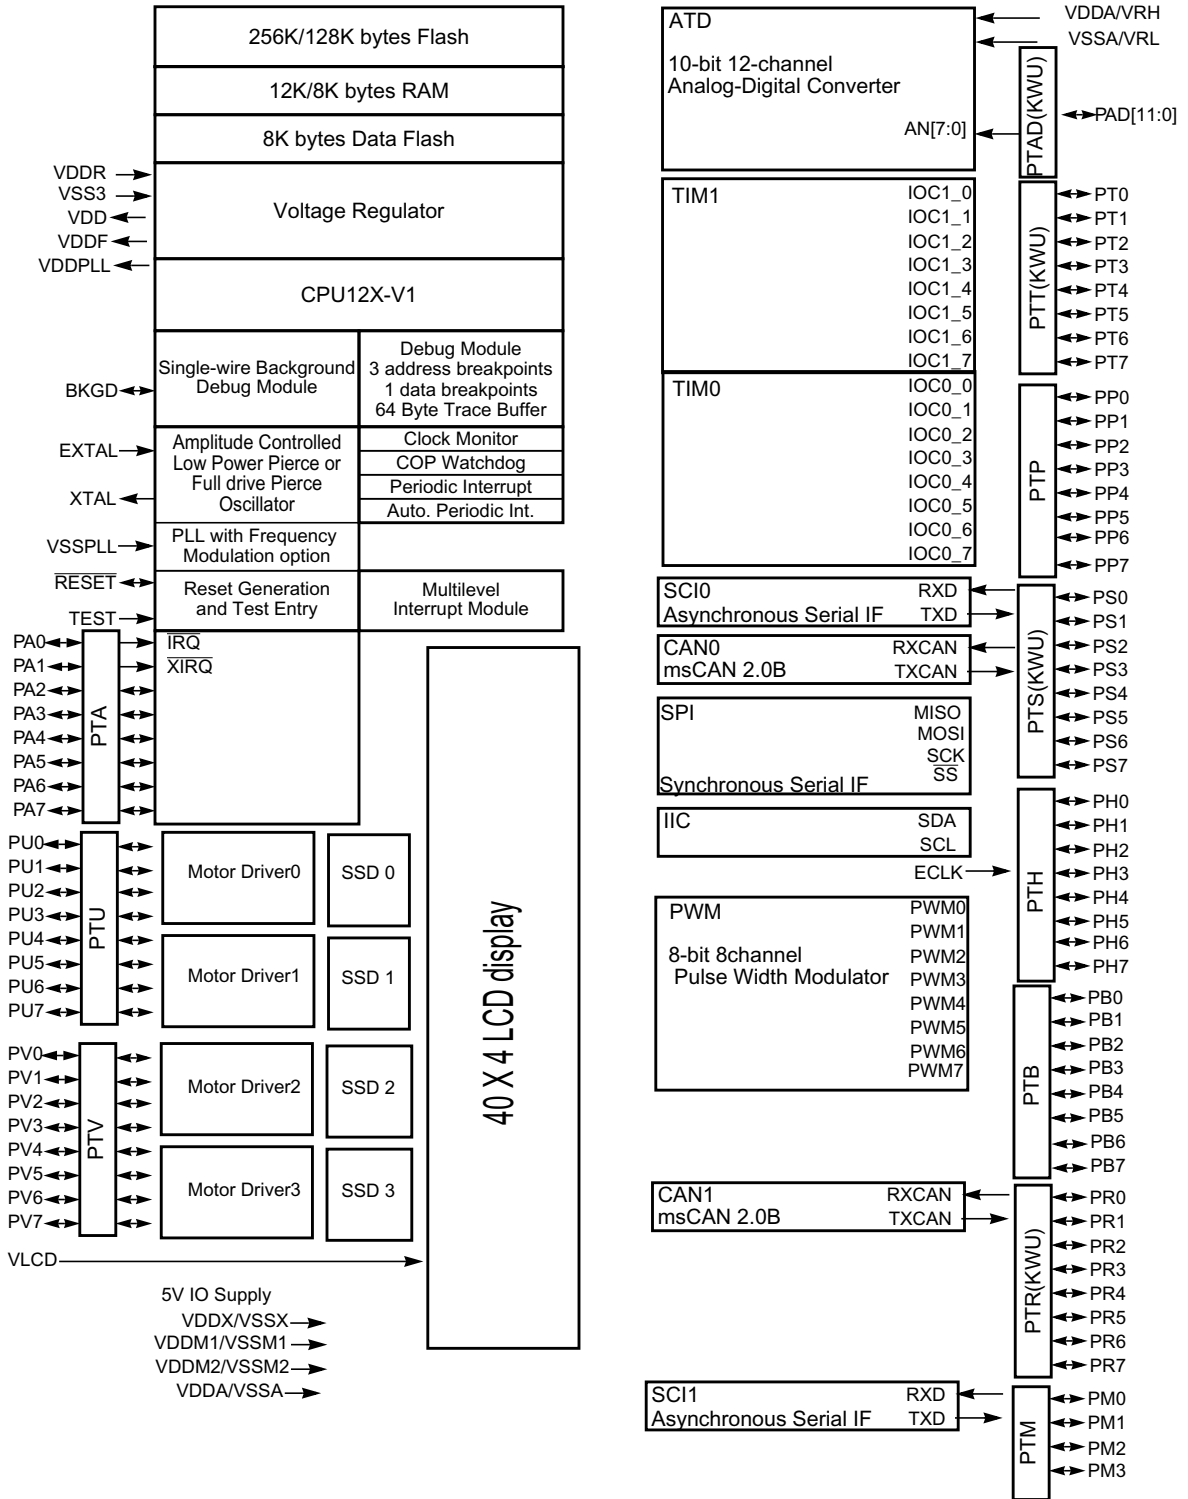 256K/128K bytes Flash
12K/8K bytes RAM
8K bytes Data Flash
VDDR
VSS3
VDD
VDDF
VDDPLL
Voltage Regulator
CPU12X-V1
BKGD
Single-wire Background
Debug Module
Debug Module
3 address breakpoints
1 data breakpoints
64 Byte Trace Buffer
EXTAL
XTAL
Amplitude Controlled
Low Power Pierce or
Full drive Pierce
Oscillator
Clock Monitor
COP Watchdog
Periodic Interrupt
Auto. Periodic Int.
VSSPLL
PLL with Frequency
Modulation option
RESET
TEST
Reset Generation
and Test Entry
Multilevel
Interrupt Module
PA0
PA1
PA2
PA3
PA4
PA5
PA6
PA7
PTA
IRQ
XIRQ
PU0
PU1
PU2
PU3
PU4
PU5
PU6
PU7
PTU
Motor Driver0
SSD 0
Motor Driver1
SSD 1
PV0
PV1
PV2
PV3
PV4
PV5
PV6
PV7
PTV
Motor Driver2
SSD 2
Motor Driver3
SSD 3
40 X 4 LCD display
VLCD
5V IO Supply
VDDX/VSSX
VDDM1/VSSM1
VDDM2/VSSM2
VDDA/VSSA
ATD
10-bit 12-channel
Analog-Digital Converter
AN[7:0]
VDDA/VRH
VSSA/VRL
PTAD(KWU)
PAD[11:0]
TIM1
IOC1_0
IOC1_1
IOC1_2
IOC1_3
IOC1_4
IOC1_5
IOC1_6
IOC1_7
PTT(KWU)
PT0
PT1
PT2
PT3
PT4
PT5
PT6
PT7
TIM0
IOC0_0
IOC0_1
IOC0_2
IOC0_3
IOC0_4
IOC0_5
IOC0_6
IOC0_7
PTP
PP0
PP1
PP2
PP3
PP4
PP5
PP6
PP7
SCI0
Asynchronous Serial IF
RXD
TXD
CAN0
msCAN 2.0B
RXCAN
TXCAN
SPI
Synchronous Serial IF
MISO
MOSI
SCK
SS
PTS(KWU)
PS0
PS1
PS2
PS3
PS4
PS5
PS6
PS7
IIC
SDA
SCL
ECLK
PTH
PH0
PH1
PH2
PH3
PH4
PH5
PH6
PH7
PWM
8-bit 8channel
Pulse Width Modulator
PWM0
PWM1
PWM2
PWM3
PWM4
PWM5
PWM6
PWM7
PTB
PB0
PB1
PB2
PB3
PB4
PB5
PB6
PB7
CAN1
msCAN 2.0B
RXCAN
TXCAN
PTR(KWU)
PR0
PR1
PR2
PR3
PR4
PR5
PR6
PR7
SCI1
Asynchronous Serial IF
RXD
TXD
PTM
PM0
PM1
PM2
PM3